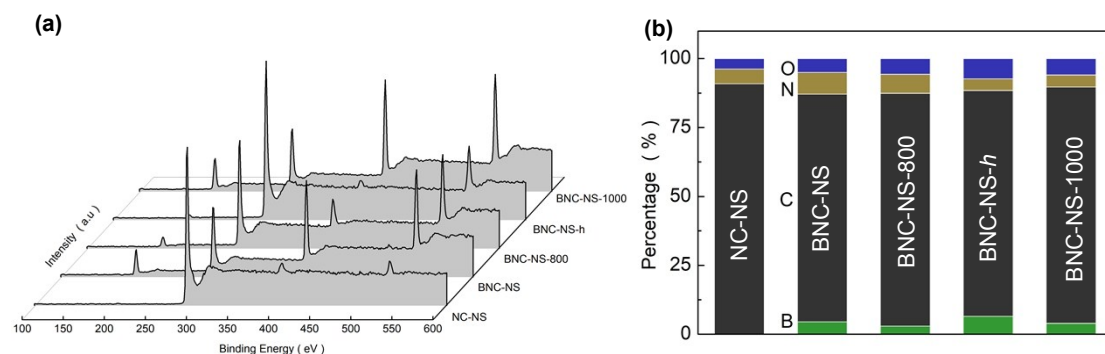 (a)
Intensity ( a.u )
BNC-NS-1000
BNC-NS-h
BNC-NS-800
BNC-NS
NC-NS
100 150 200 250 300 350 400 450 500 550 600
Binding Energy ( eV )
(b)
Percentage ( % )
100
75
50
25
0
O
N
C
B
NC-NS
BNC-NS
BNC-NS-800
BNC-NS-h
BNC-NS-1000